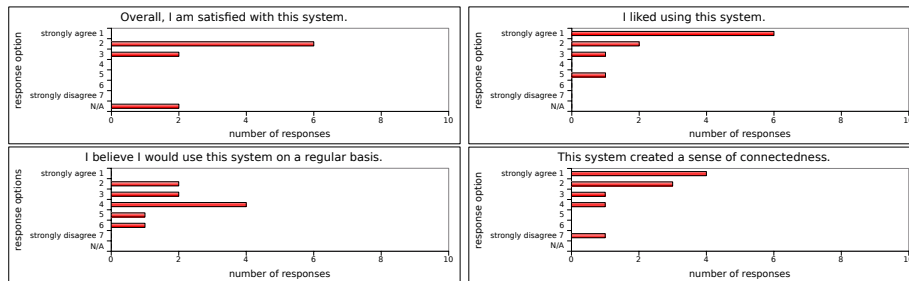 Overall, I am satisfied with this system.
response option
strongly agree 1
2
3
4
5
6
strongly disagree 7
N/A
0 2 4 6 8 10
number of responses
I liked using this system.
response option
strongly agree 1
2
3
4
5
6
strongly disagree 7
N/A
0 2 4 6 8 10
number of responses
I believe I would use this system on a regular basis.
response options
strongly agree 1
2
3
4
5
6
strongly disagree 7
N/A
0 2 4 6 8 10
number of responses
This system created a sense of connectedness.
response option
strongly agree 1
2
3
4
5
6
strongly disagree 7
N/A
0 2 4 6 8 10
number of responses